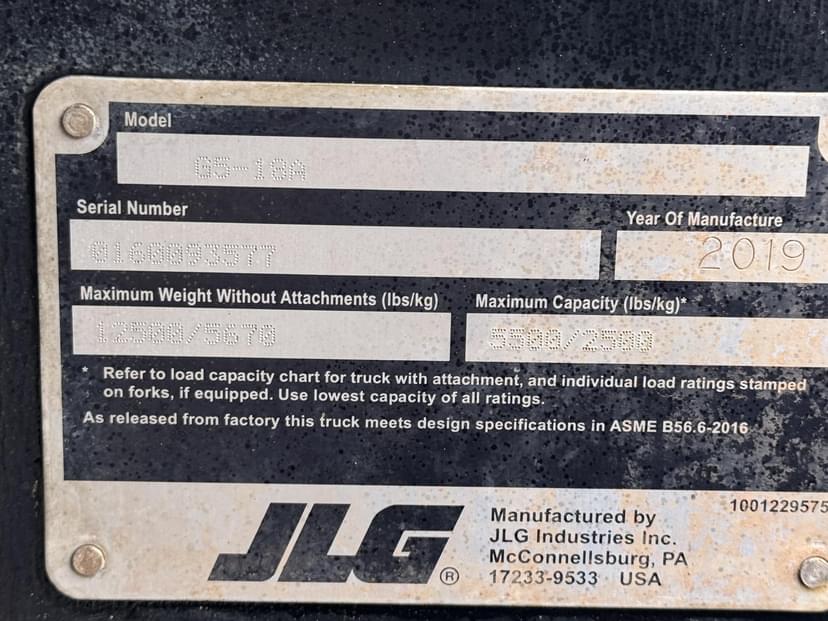 Model
G5-18A
Serial Number
Year Of Manufacture
0160093577
2019
Maximum Weight Without Attachments (lbs/kg)
Maximum Capacity (lbs/kg)*
12500/5670
5500/2500
* Refer to load capacity chart for truck with attachment, and individual load ratings stamped
on forks, if equipped. Use lowest capacity of all ratings.
As released from factory this truck meets design specifications in ASME B56.6-2016
JLG®
Manufactured by
JLG Industries Inc.
McConnellsburg, PA
17233-9533 USA
1001229575